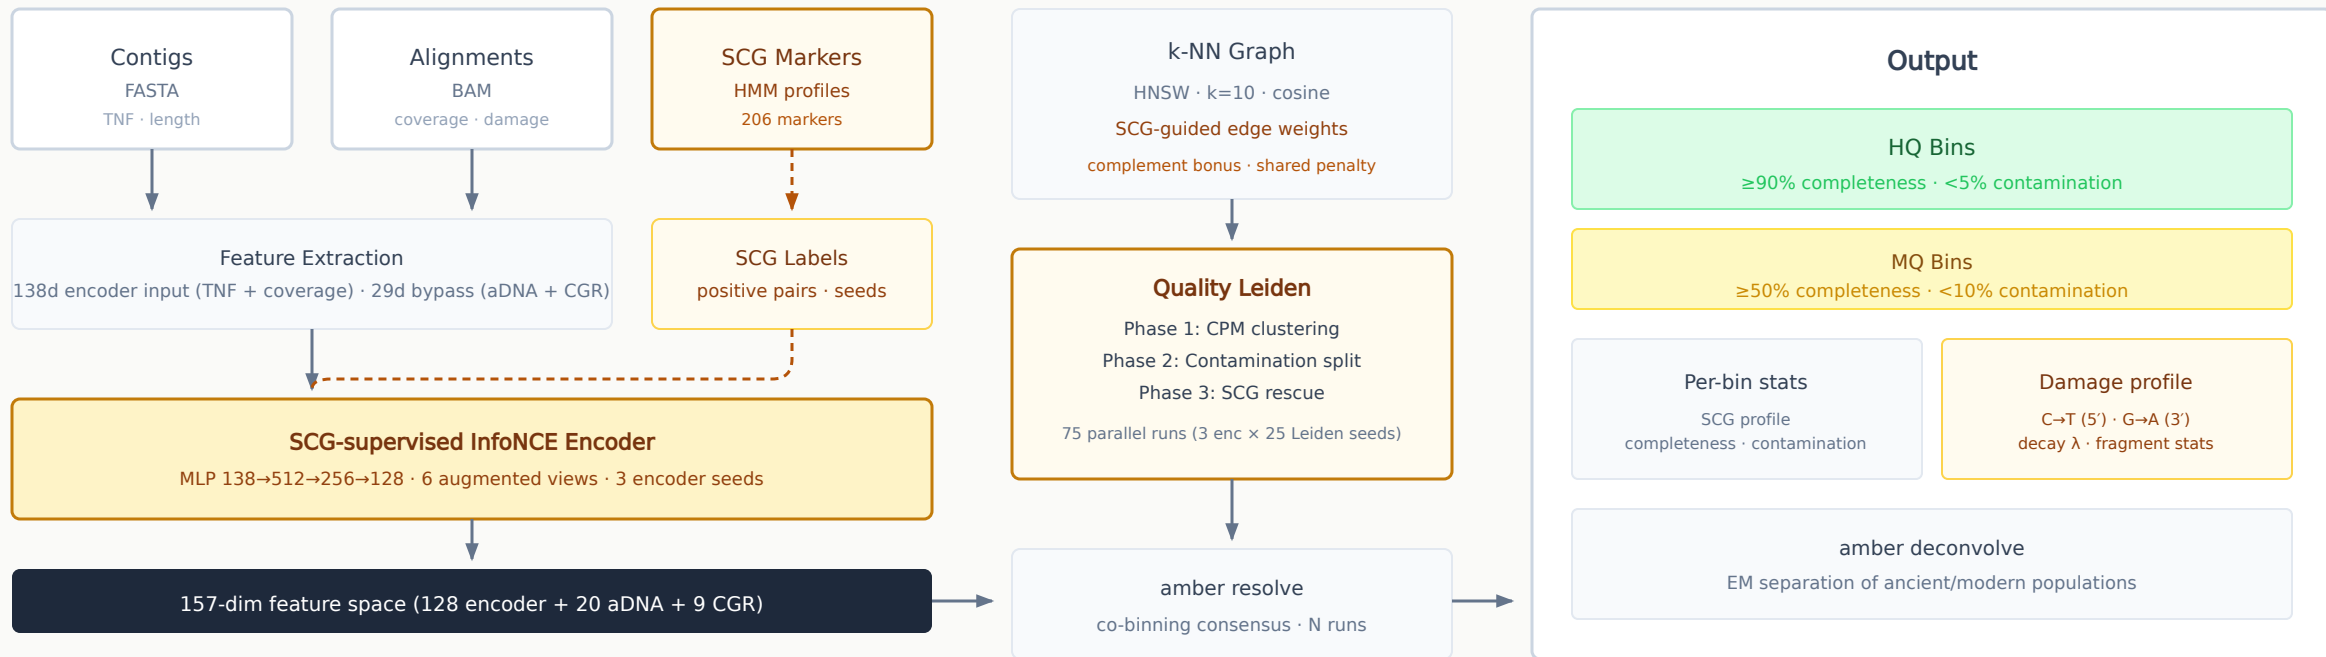 Contigs
FASTA
TNF · length
Alignments
BAM
coverage · damage
SCG Markers
HMM profiles
206 markers
Feature Extraction
138d encoder input (TNF + coverage) · 29d bypass (aDNA + CGR)
SCG Labels
positive pairs · seeds
SCG-supervised InfoNCE Encoder
MLP 138→512→256→128 · 6 augmented views · 3 encoder seeds
157-dim feature space (128 encoder + 20 aDNA + 9 CGR)
k-NN Graph
HNSW · k=10 · cosine
SCG-guided edge weights
complement bonus · shared penalty
Quality Leiden
Phase 1: CPM clustering
Phase 2: Contamination split
Phase 3: SCG rescue
75 parallel runs (3 enc × 25 Leiden seeds)
amber resolve
co-binning consensus · N runs
Output
HQ Bins
≥90% completeness · <5% contamination
MQ Bins
≥50% completeness · <10% contamination
Per-bin stats
SCG profile
completeness · contamination
Damage profile
C→T (5′) · G→A (3′)
decay λ · fragment stats
amber deconvolve
EM separation of ancient/modern populations